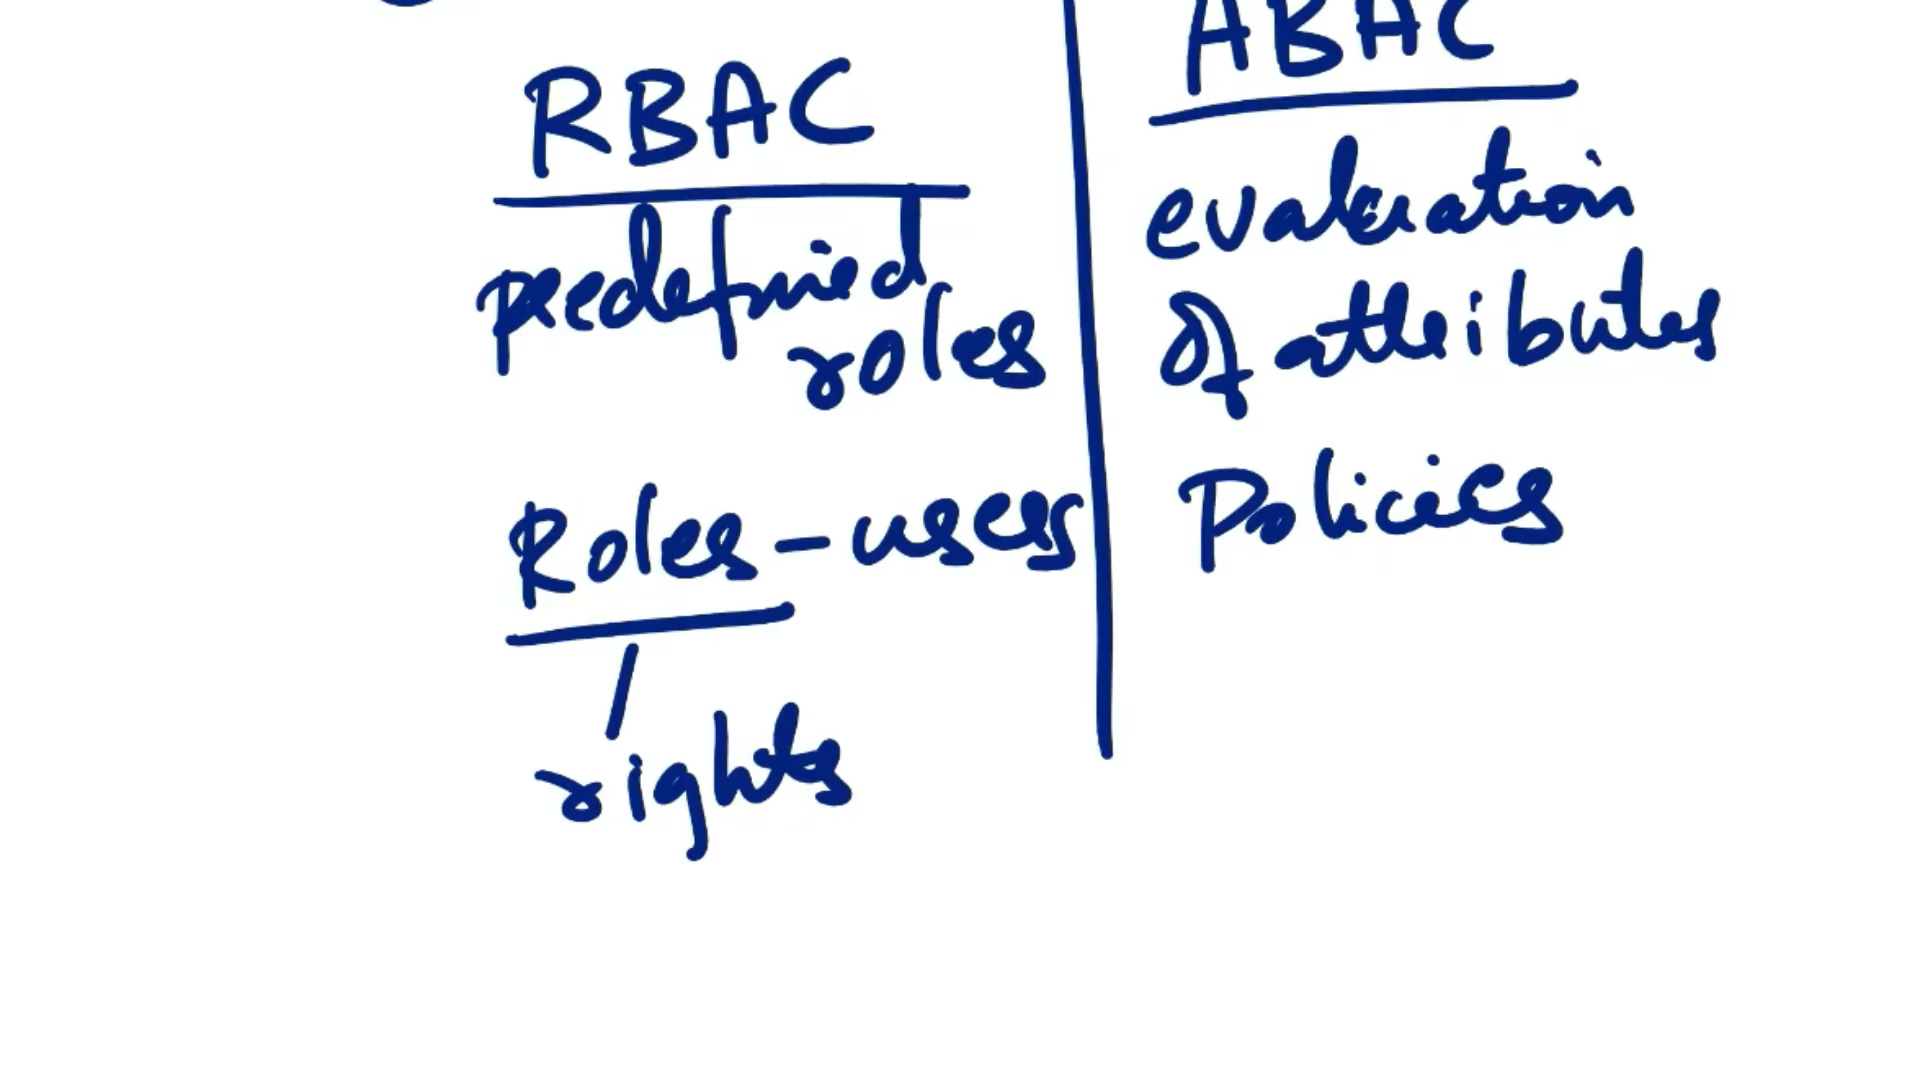 RBAC
predefined
roles
Roles - users
rights
ABAC
evaluation
of attributes
Policies